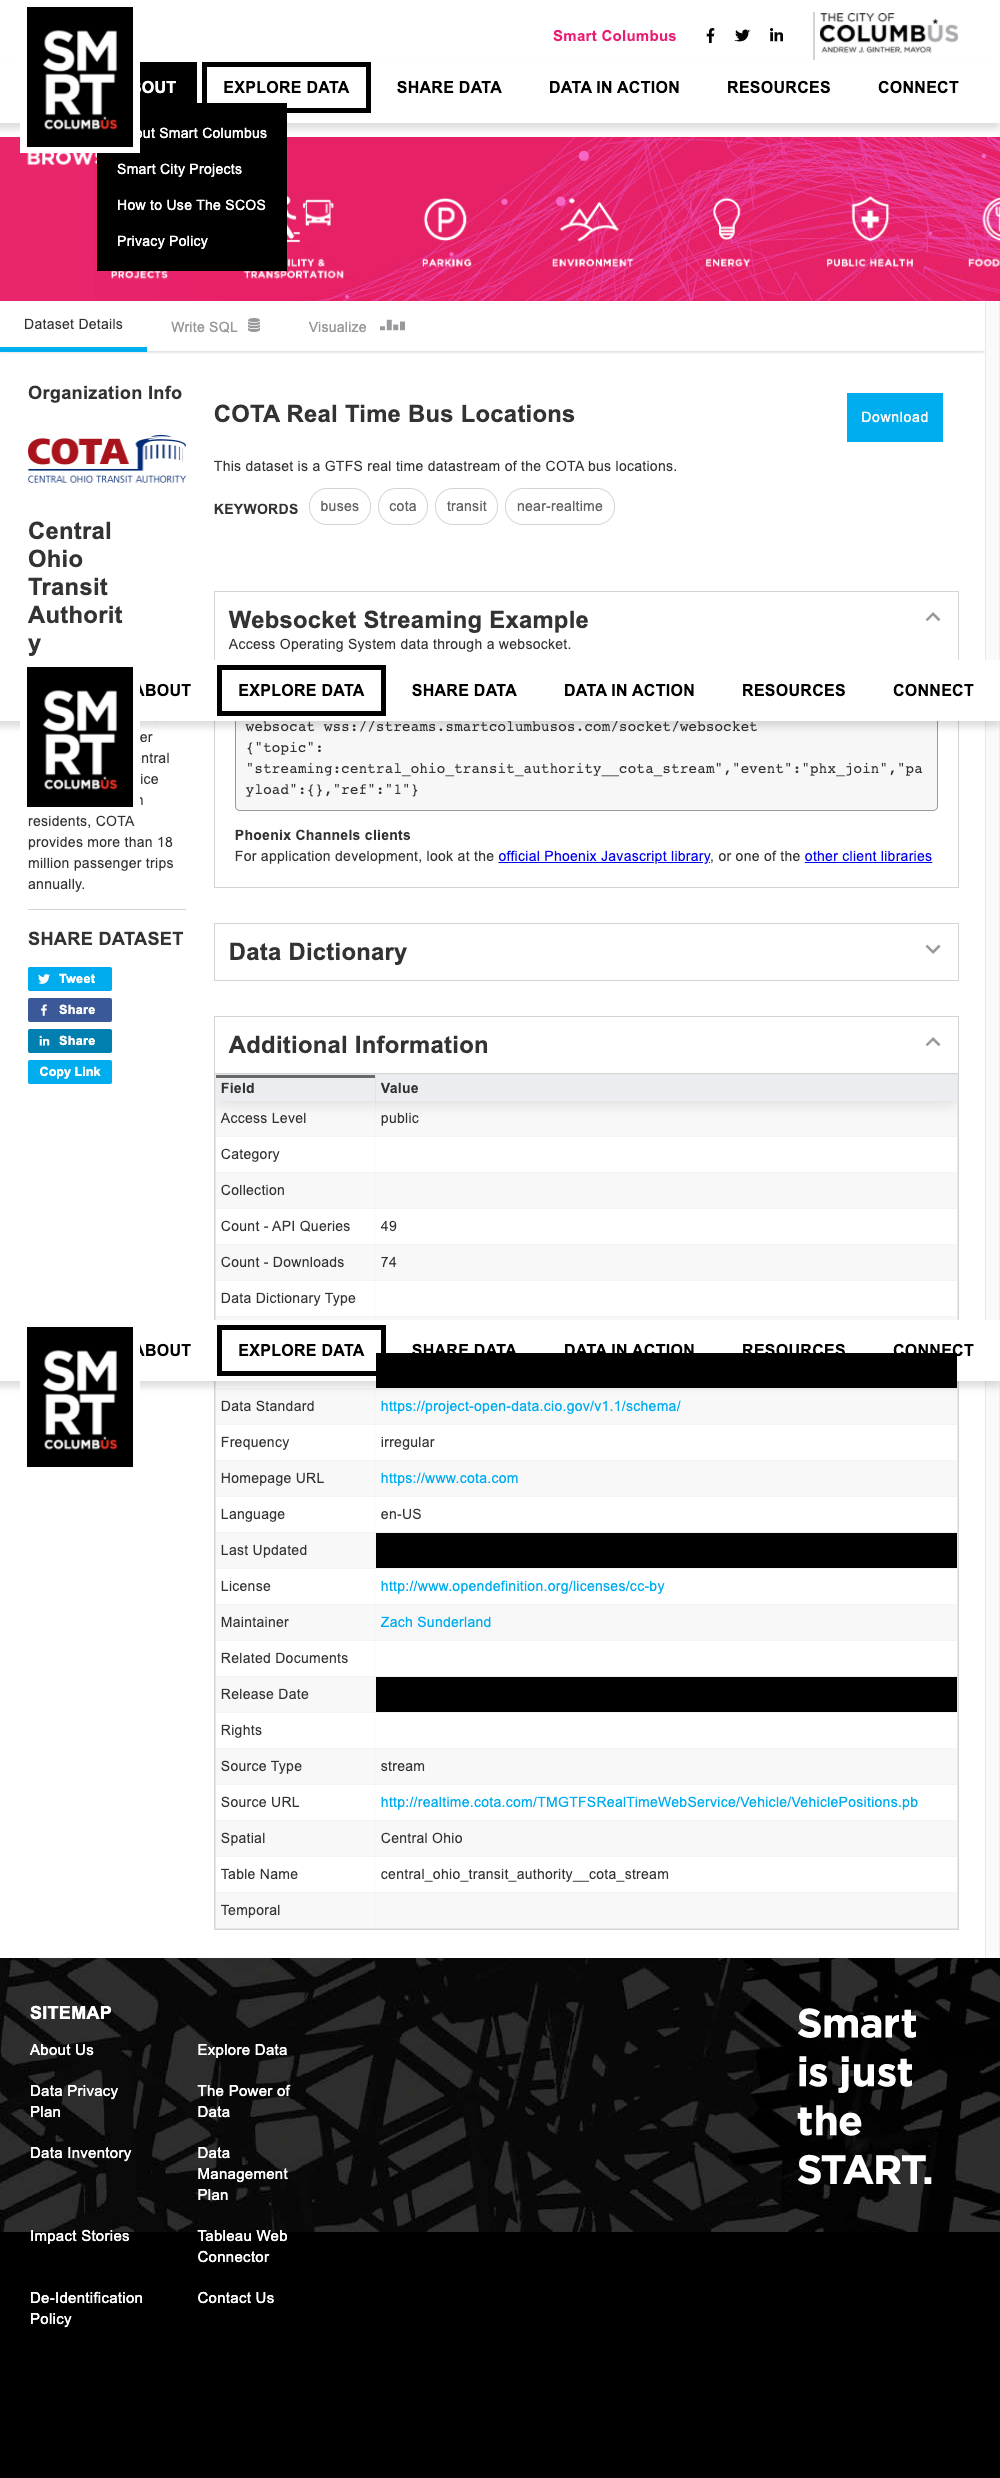 SM
RT
COLUMBUS
Smart Columbus
THE CITY OF
COLUMBUS
ANDREW J. GINTHER, MAYOR
EXPLORE DATA
SHARE DATA
DATA IN ACTION
RESOURCES
CONNECT
Smart Columbus
Smart City Projects
How to Use The SCOS
Privacy Policy
PROJECTS
TRANSPORTATION
PARKING
ENVIRONMENT
ENERGY
PUBLIC HEALTH
FOOD
Dataset Details
Write SQL
Visualize
Organization Info
COTA
CENTRAL OHIO TRANSIT AUTHORITY
Central
Ohio
Transit
Authorit
y
COTA Real Time Bus Locations
Download
This dataset is a GTFS real time datastream of the COTA bus locations.
KEYWORDS
buses
cota
transit
near-realtime
Websocket Streaming Example
Access Operating System data through a websocket.
SM
RT
COLUMBUS
ABOUT
EXPLORE DATA
SHARE DATA
DATA IN ACTION
RESOURCES
CONNECT
residents, COTA
provides more than 18
million passenger trips
annually.
websocat wss://streams.smartcolumbusos.com/socket/websocket
{"topic":
"streaming:central_ohio_transit_authority__cota_stream","event":"phx_join","pa
yload":{},"ref":"1"}
Phoenix Channels clients
For application development, look at the official Phoenix Javascript library, or one of the other client libraries
SHARE DATASET
Tweet
Share
Share
Copy Link
Data Dictionary
Additional Information
Field Value
Access Level public
Category
Collection
Count - API Queries 49
Count - Downloads 74
Data Dictionary Type
SM
RT
COLUMBUS
ABOUT
EXPLORE DATA
SHARE DATA
DATA IN ACTION
RESOURCES
CONNECT
Data Standard https://project-open-data.cio.gov/v1.1/schema/
Frequency irregular
Homepage URL https://www.cota.com
Language en-US
Last Updated
License http://www.opendefinition.org/licenses/cc-by
Maintainer Zach Sunderland
Related Documents
Release Date
Rights
Source Type stream
Source URL http://realtime.cota.com/TMGTFSRealTimeWebService/Vehicle/VehiclePositions.pb
Spatial Central Ohio
Table Name central_ohio_transit_authority__cota_stream
Temporal
SITEMAP
About Us
Explore Data
Data Privacy
Plan
The Power of
Data
Data Inventory
Data
Management
Plan
Impact Stories
Tableau Web
Connector
De-Identification
Policy
Contact Us
Smart
is just
the
START.